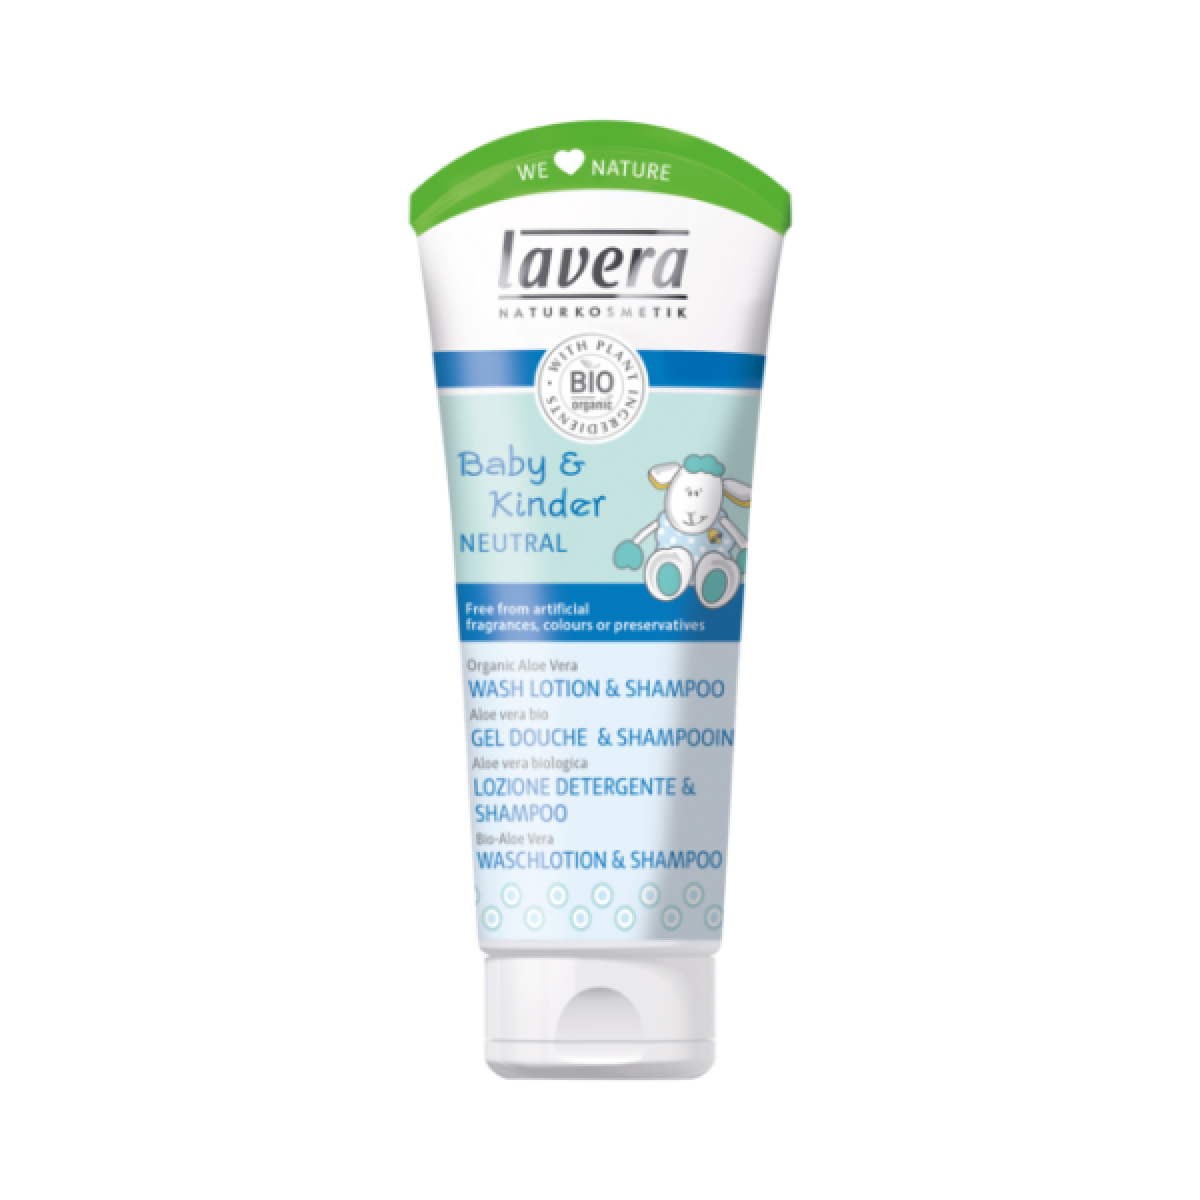 WE NATURE
lavera
NATURKOSMETIK
WITH PLANT INGREDIENTS
BIO
organic
Baby &
Kinder
NEUTRAL
Free from artificial
fragrances, colours or preservatives
Organic Aloe Vera
WASH LOTION & SHAMPOO
Aloe vera bio
GEL DOUCHE & SHAMPOOIN
Aloe vera biologica
LOZIONE DETERGENTE &
SHAMPOO
Bio-Aloe Vera
WASCHLOTION & SHAMPOO